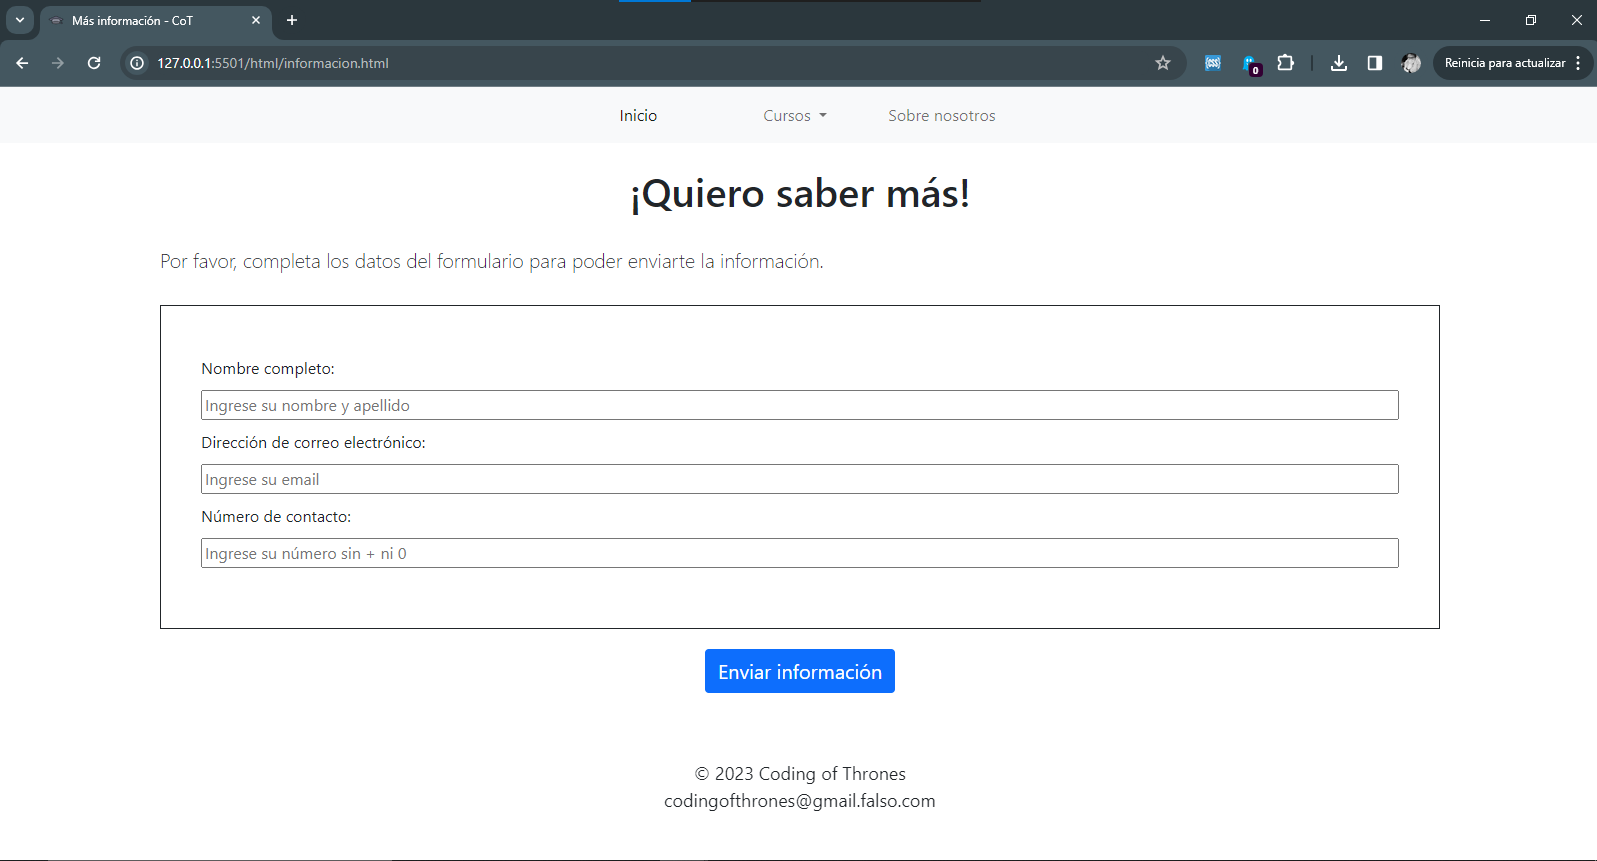 Más información - CoT
127.0.0.1:5501/html/informacion.html
0
Reinicia para actualizar
Inicio Cursos Sobre nosotros
¡Quiero saber más!
Por favor, completa los datos del formulario para poder enviarte la información.
Nombre completo:
Ingrese su nombre y apellido
Dirección de correo electrónico:
Ingrese su email
Número de contacto:
Ingrese su número sin + ni 0
Enviar información
© 2023 Coding of Thrones
codingofthrones@gmail.falso.com